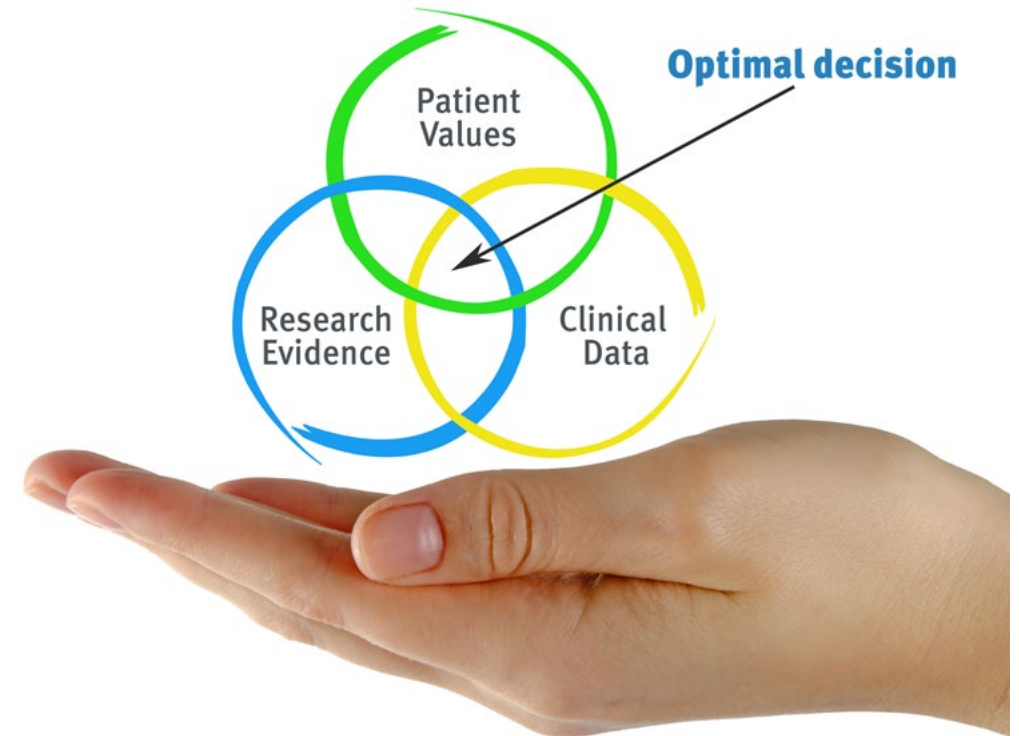 Optimal decision
Patient
Values
Research
Evidence
Clinical
Data